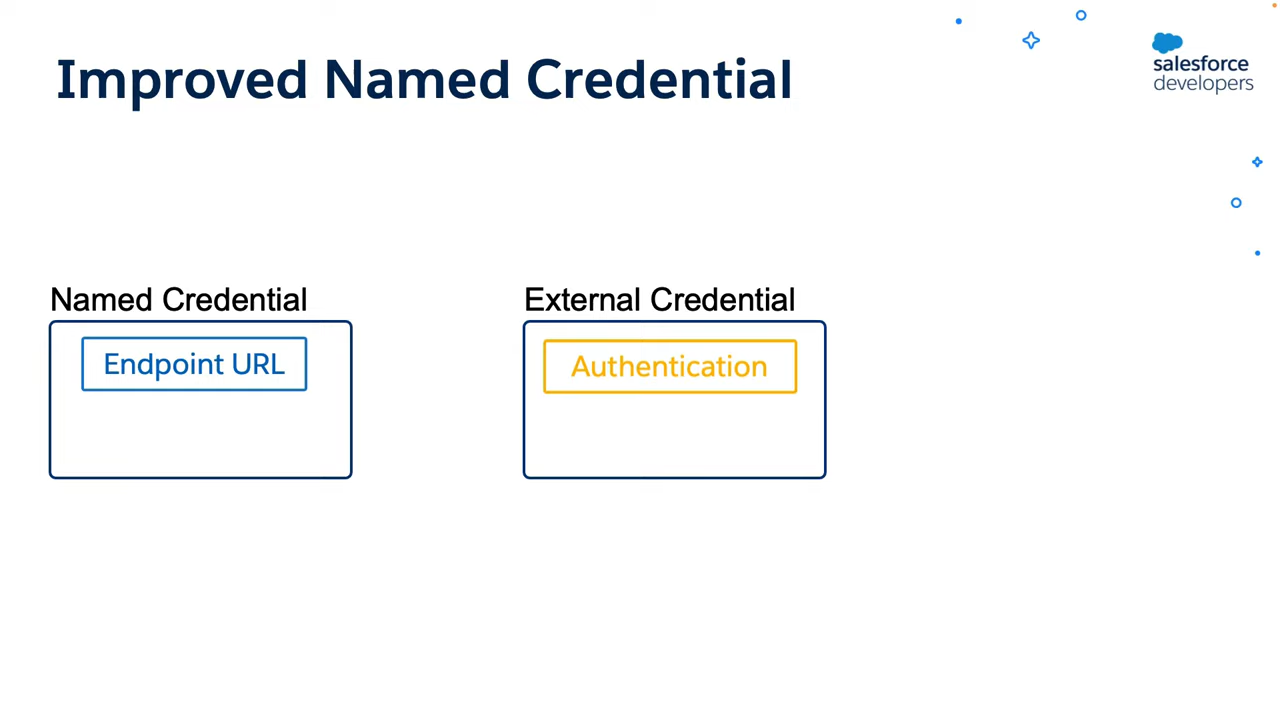 Improved Named Credential
salesforce
developers
Named Credential
External Credential
Endpoint URL
Authentication